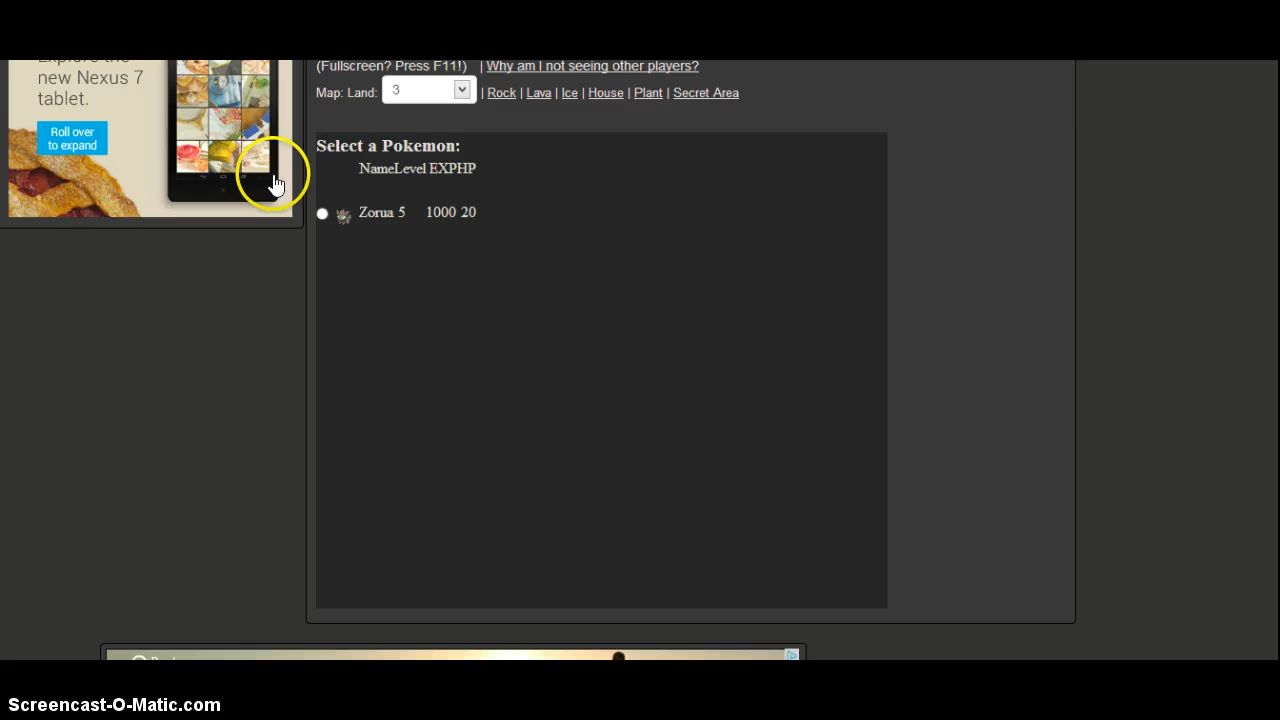 new Nexus 7
tablet.
Roll over
to expand
(Fullscreen? Press F11!) | Why am I not seeing other players?
Map: Land: 3 | Rock | Lava | Ice | House | Plant | Secret Area
Select a Pokemon:
NameLevel EXPHP
Zorua 5 1000 20
Screencast-O-Matic.com